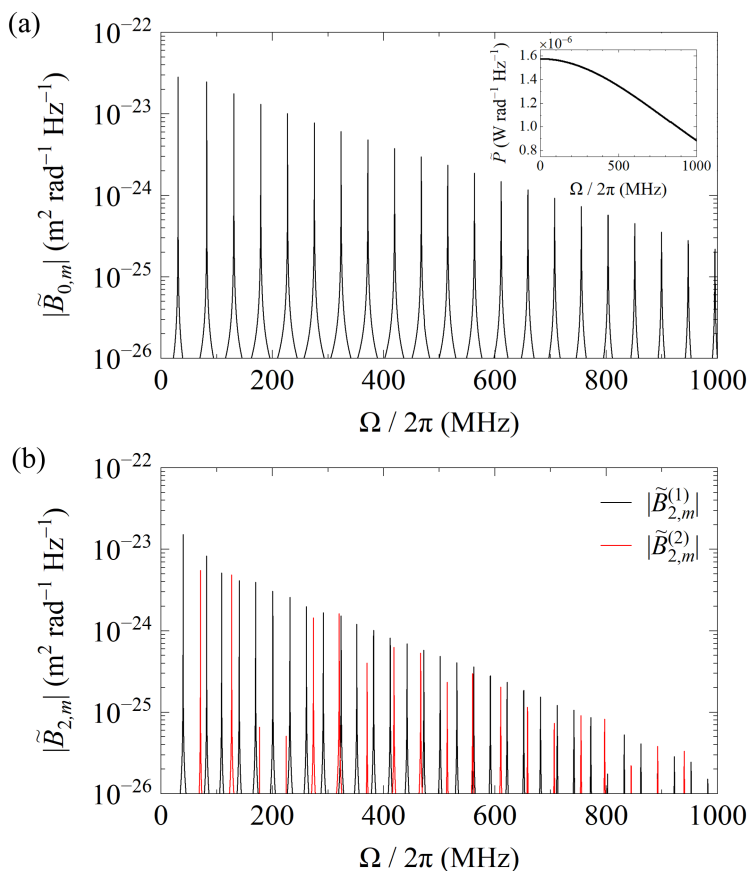 (a)
10⁻²²
10⁻²³
10⁻²⁴
10⁻²⁵
10⁻²⁶
|B̃₀,ₘ| (m² rad⁻¹ Hz⁻¹)
0 200 400 600 800 1000
Ω / 2π (MHz)
×10⁻⁶
1.6
1.4
1.2
1.0
0.8
P̃ (W rad⁻¹ Hz⁻¹)
0 500 1000
Ω / 2π (MHz)
(b)
10⁻²²
10⁻²³
10⁻²⁴
10⁻²⁵
10⁻²⁶
|B̃₂,ₘ| (m² rad⁻¹ Hz⁻¹)
|B̃₂,ₘ⁽¹⁾|
|B̃₂,ₘ⁽²⁾|
0 200 400 600 800 1000
Ω / 2π (MHz)